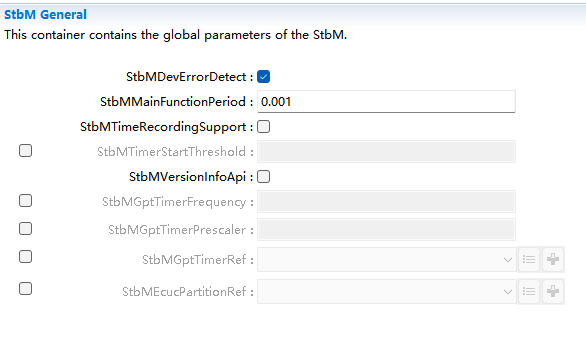 StbM General
This container contains the global parameters of the StbM.
StbMDevErrorDetect :
StbMMainFunctionPeriod : 0.001
StbMTimeRecordingSupport :
StbMTimerStartThreshold :
StbMVersionInfoApi :
StbMGptTimerFrequency :
StbMGptTimerPrescaler :
StbMGptTimerRef :
StbMEcucPartitionRef :